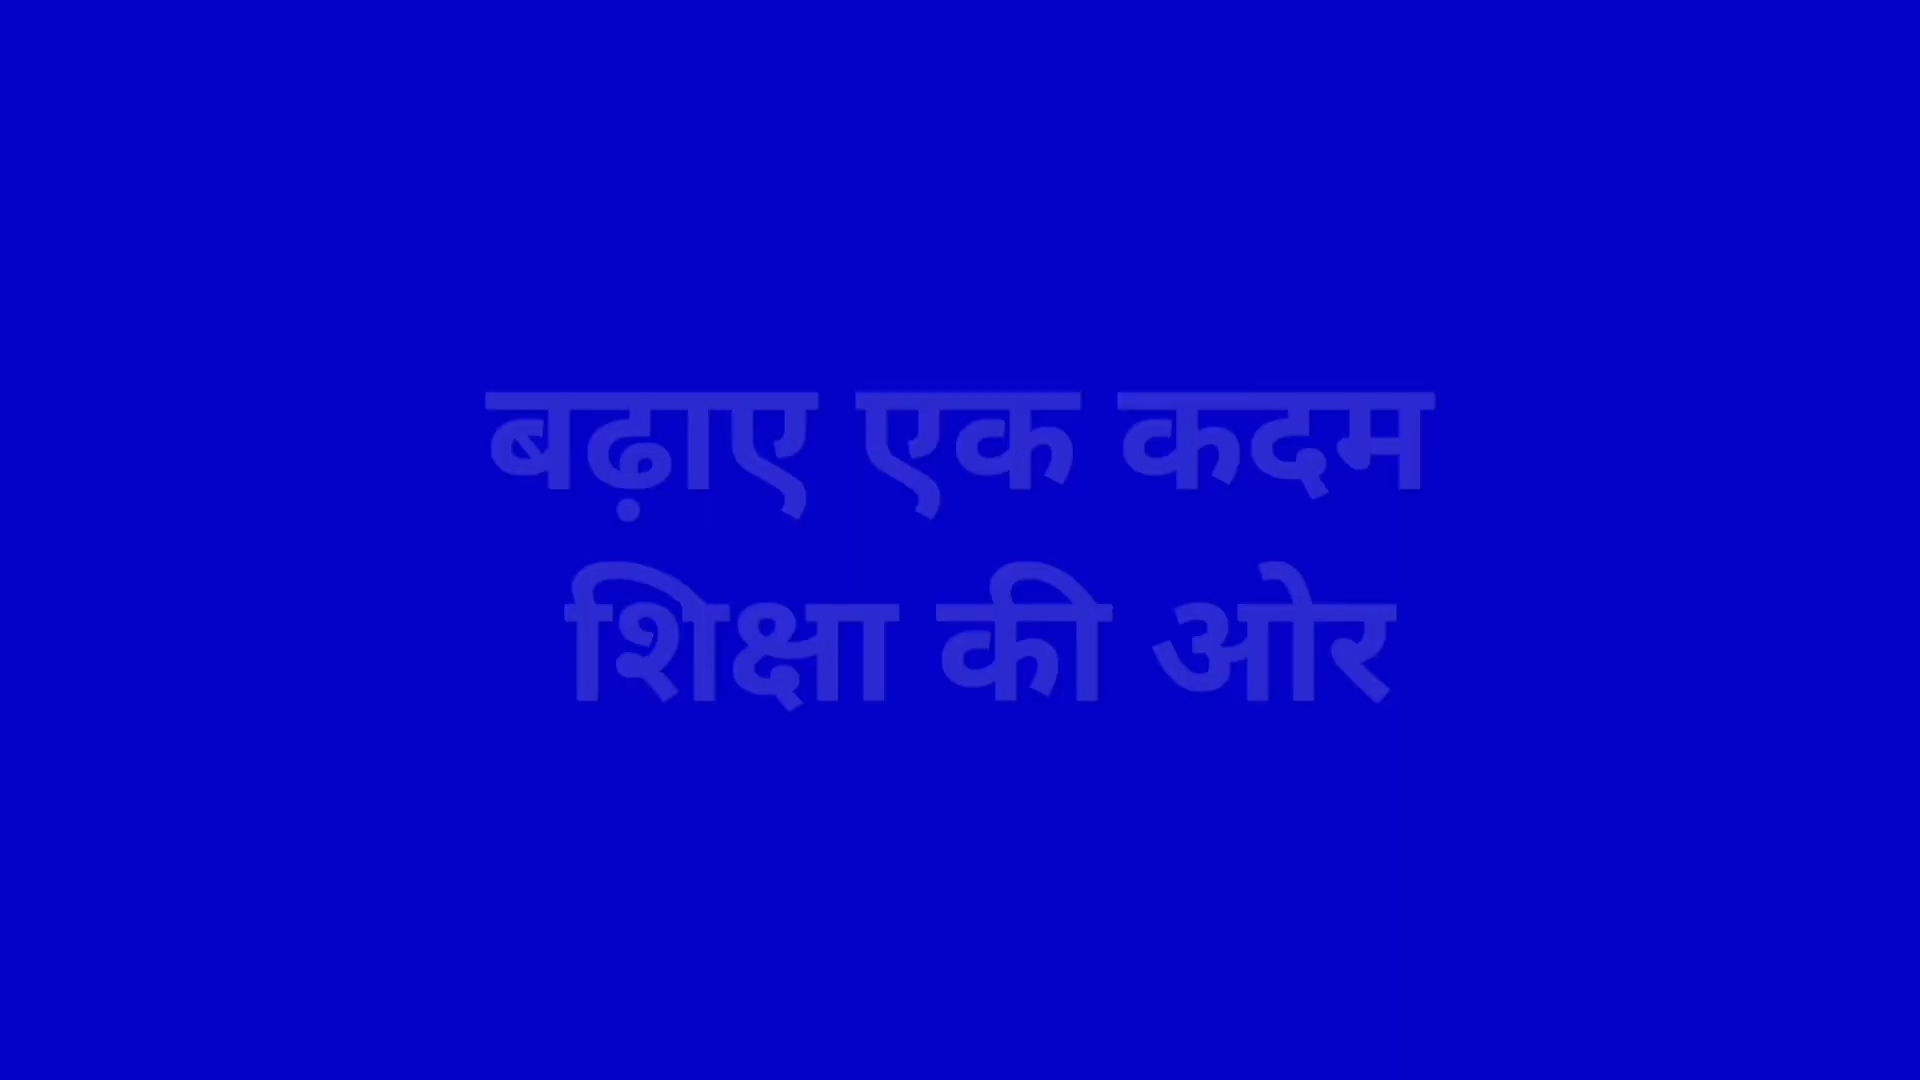 बढ़ाए एक कदम
शिक्षा की ओर